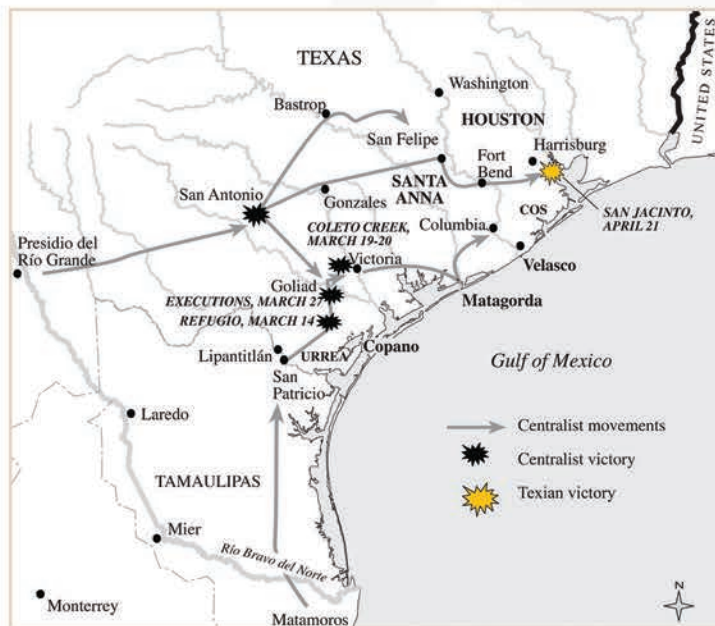 TEXAS
UNITED STATES
Washington
Bastrop
HOUSTON
San Felipe
Harrisburg
Fort
Bend
San Antonio
SANTA
ANNA
Gonzales
COS
SAN JACINTO,
APRIL 21
COLETO CREEK,
MARCH 19-20
Columbia
Presidio del
Río Grande
Victoria
Velasco
Goliad
EXECUTIONS, MARCH 27
Matagorda
REFUGIO, MARCH 14
Lipantitlán
URREA
Copano
Gulf of Mexico
San
Patricio
Laredo
Centralist movements
Centralist victory
TAMAULIPAS
Texian victory
Mier
Río Bravo del Norte
Monterrey
Matamoros
N